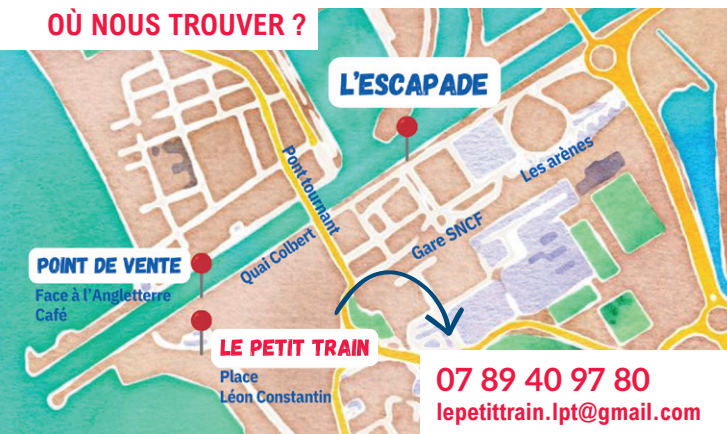 OÙ NOUS TROUVER ?
L'ESCAPADE
Pont tournant
Les arènes
Gare SNCF
Quai Colbert
POINT DE VENTE
Face à l'Angletterre
Café
LE PETIT TRAIN
Place
Léon Constantin
07 89 40 97 80
lepetittrain.lpt@gmail.com